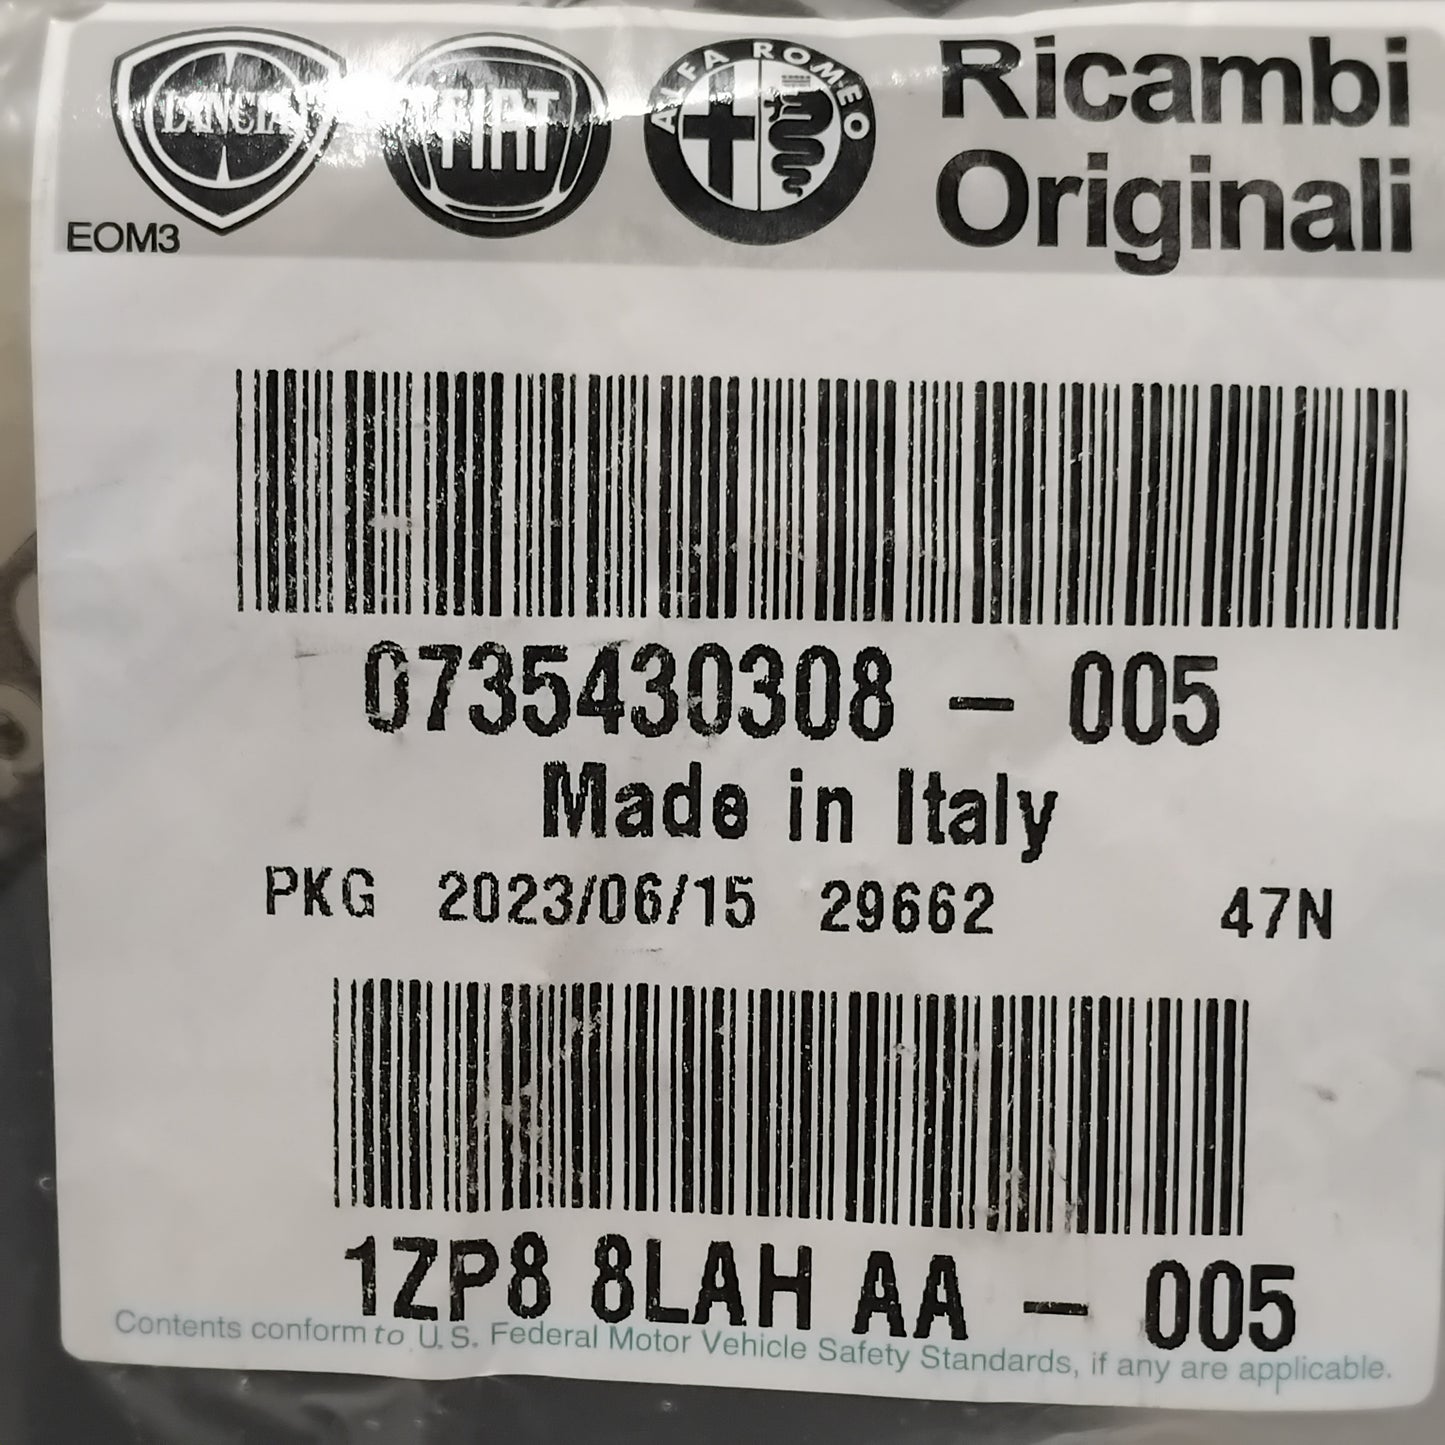 LANCIA FIAT ALFA ROMEO Ricambi
Originali
EOM3
0735430308 - 005
Made in Italy
PKG 2023/06/15 29662 47N
1ZP8 8LAH AA - 005
Contents conform to U.S. Federal Motor Vehicle Safety Standards, if any are applicable.